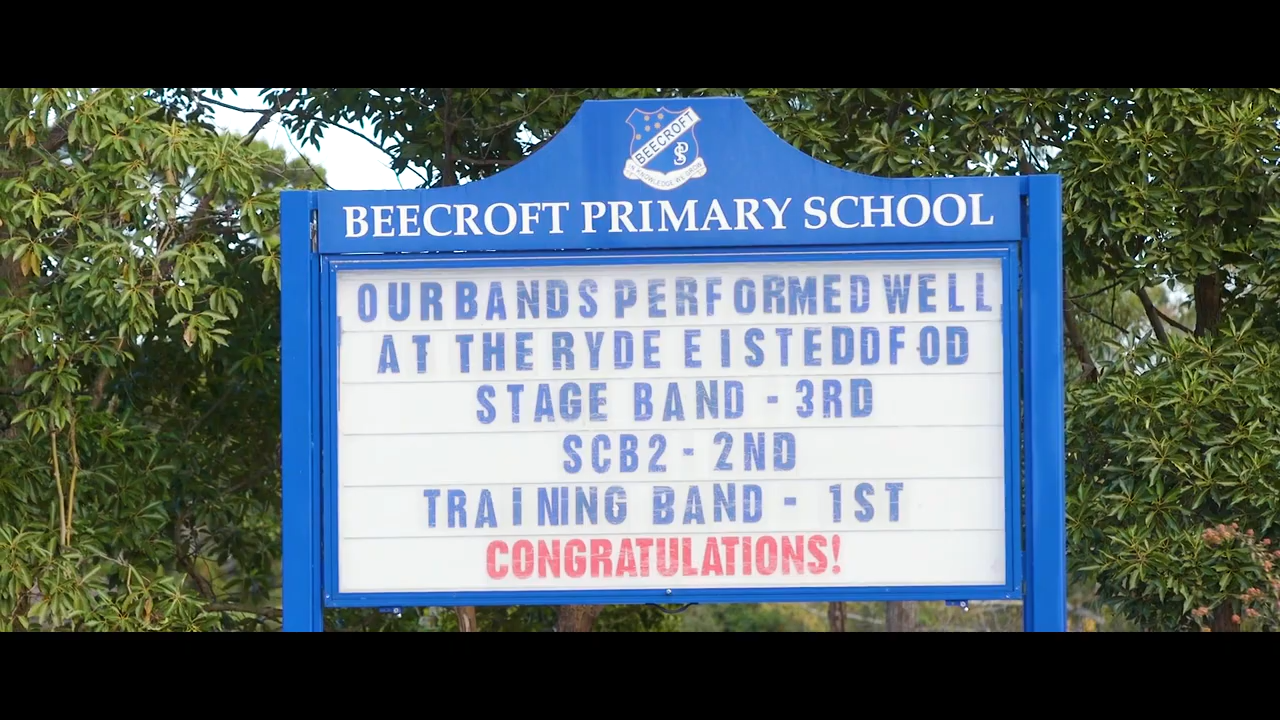 BEECROFT
BEECROFT PRIMARY SCHOOL
OUR BANDS PERFORMED WELL
AT THE RYDE EISTEDDFOD
STAGE BAND - 3RD
SCB2 - 2ND
TRAINING BAND - 1ST
CONGRATULATIONS!